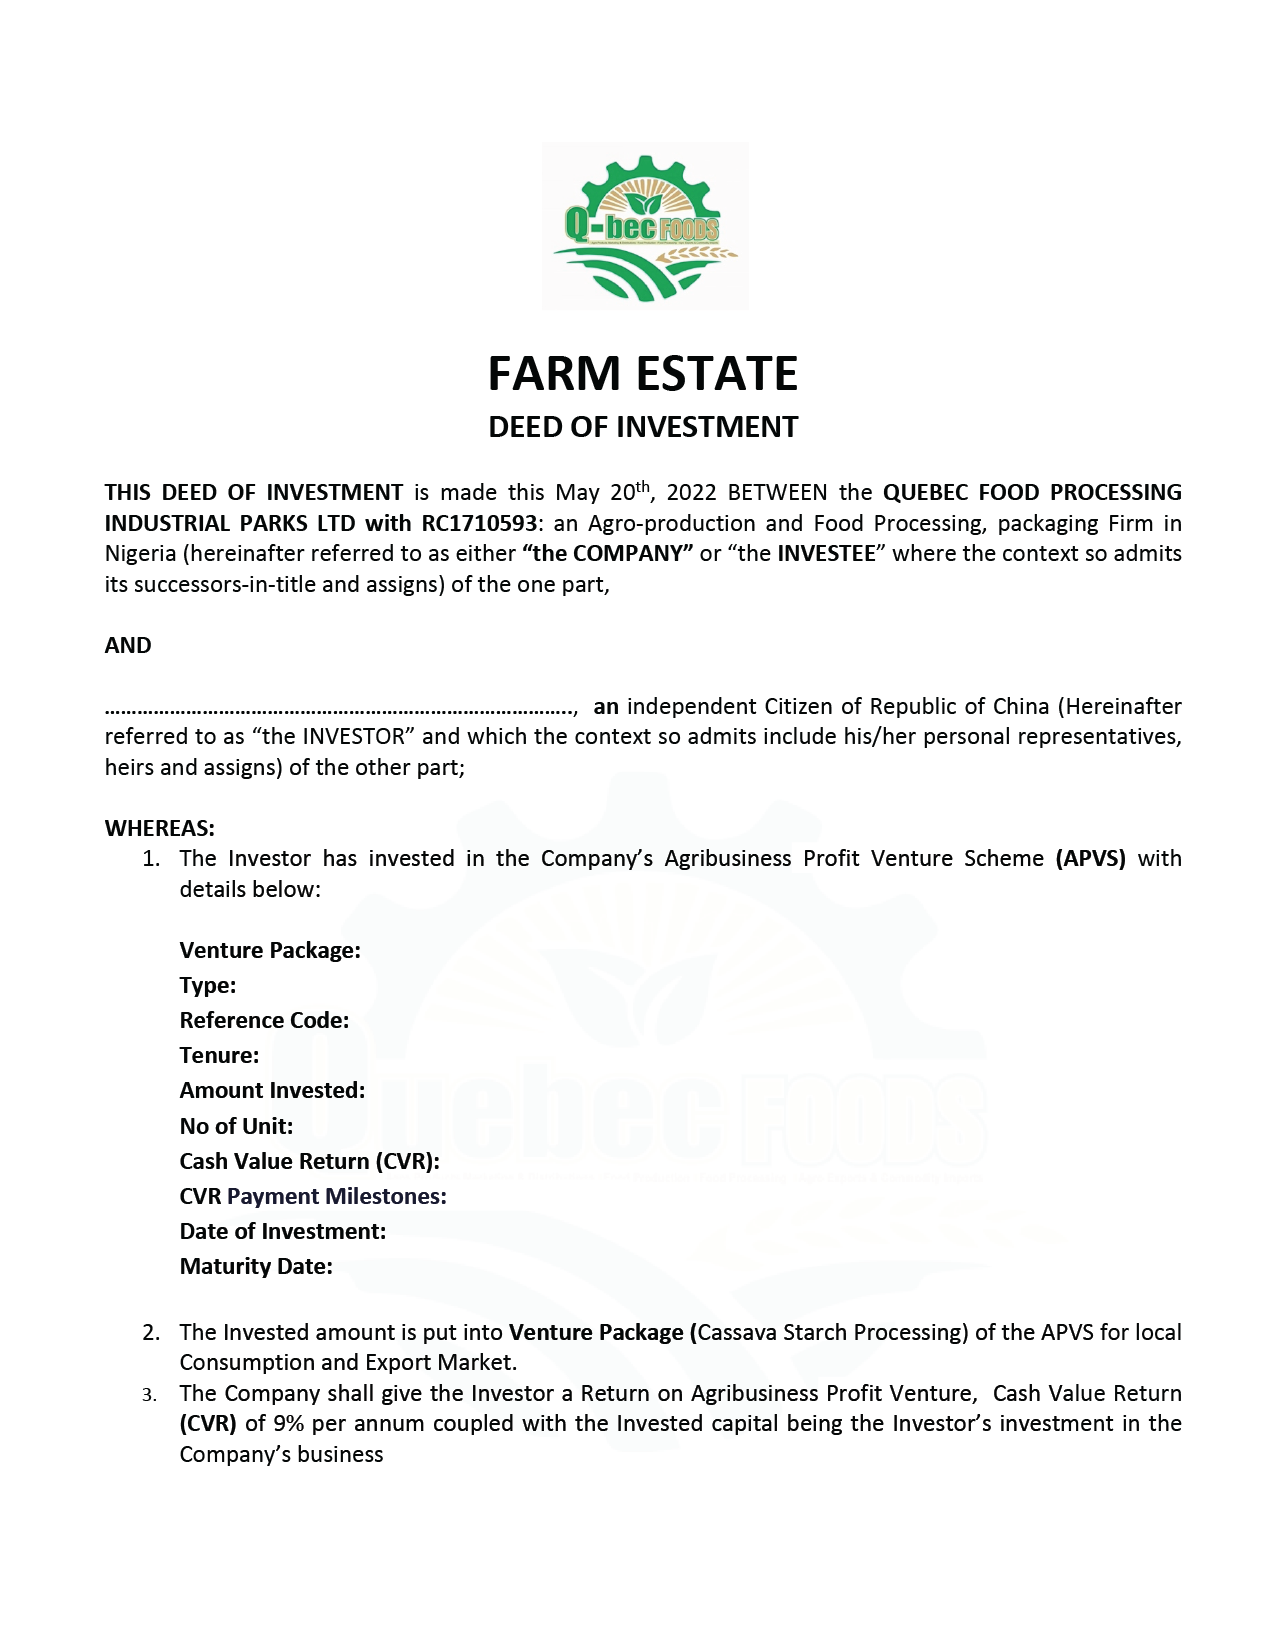 Q-bec FOODS
FARM ESTATE
DEED OF INVESTMENT
THIS DEED OF INVESTMENT is made this May 20th, 2022 BETWEEN the QUEBEC FOOD PROCESSING
INDUSTRIAL PARKS LTD with RC1710593: an Agro-production and Food Processing, packaging Firm in
Nigeria (hereinafter referred to as either “the COMPANY” or “the INVESTEE” where the context so admits
its successors-in-title and assigns) of the one part,
AND
…………………………………………………………………………..,  an independent Citizen of Republic of China (Hereinafter
referred to as “the INVESTOR” and which the context so admits include his/her personal representatives,
heirs and assigns) of the other part;
WHEREAS:
1. The Investor has invested in the Company’s Agribusiness Profit Venture Scheme (APVS) with
details below:
Venture Package:
Type:
Reference Code:
Tenure:
Amount Invested:
No of Unit:
Cash Value Return (CVR):
CVR Payment Milestones:
Date of Investment:
Maturity Date:
Quebec FOODS
2. The Invested amount is put into Venture Package (Cassava Starch Processing) of the APVS for local
Consumption and Export Market.
3. The Company shall give the Investor a Return on Agribusiness Profit Venture,  Cash Value Return
(CVR) of 9% per annum coupled with the Invested capital being the Investor’s investment in the
Company’s business